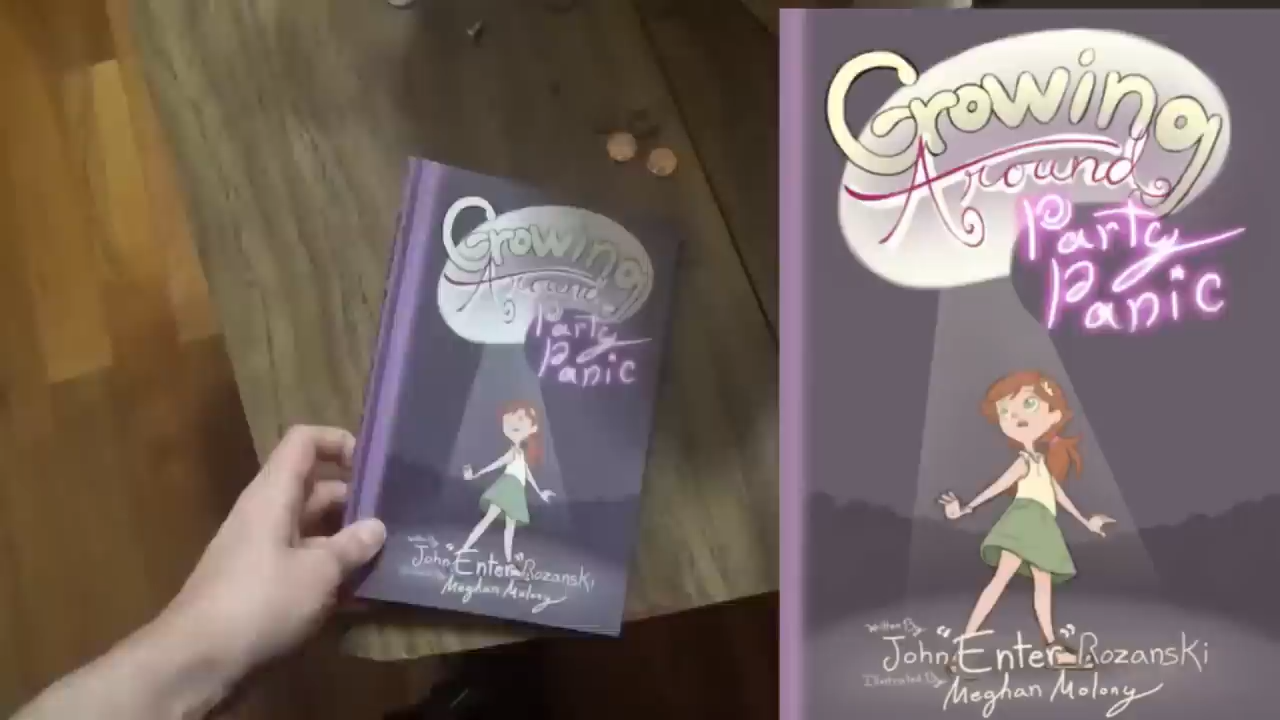 Growing
Around
Party
Panic
John "Enter" Rozanski
Meghan Molony
Growing
Around
Party
Panic
Written By
John "Enter" Rozanski
Illustrated By
Meghan Molony